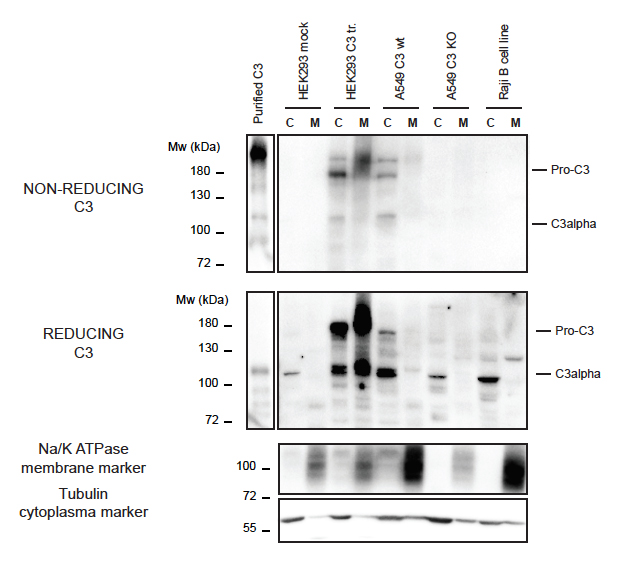 Purified C3
HEK293 mock
HEK293 C3 tr.
A549 C3 wt
A549 C3 KO
Raji B cell line
C M C M C M C M C M
Mw (kDa)
NON-REDUCING
C3
180
130
100
72
Pro-C3
C3alpha
Mw (kDa)
REDUCING
C3
180
130
100
72
Pro-C3
C3alpha
Na/K ATPase
membrane marker
100
72
Tubulin
cytoplasma marker
55